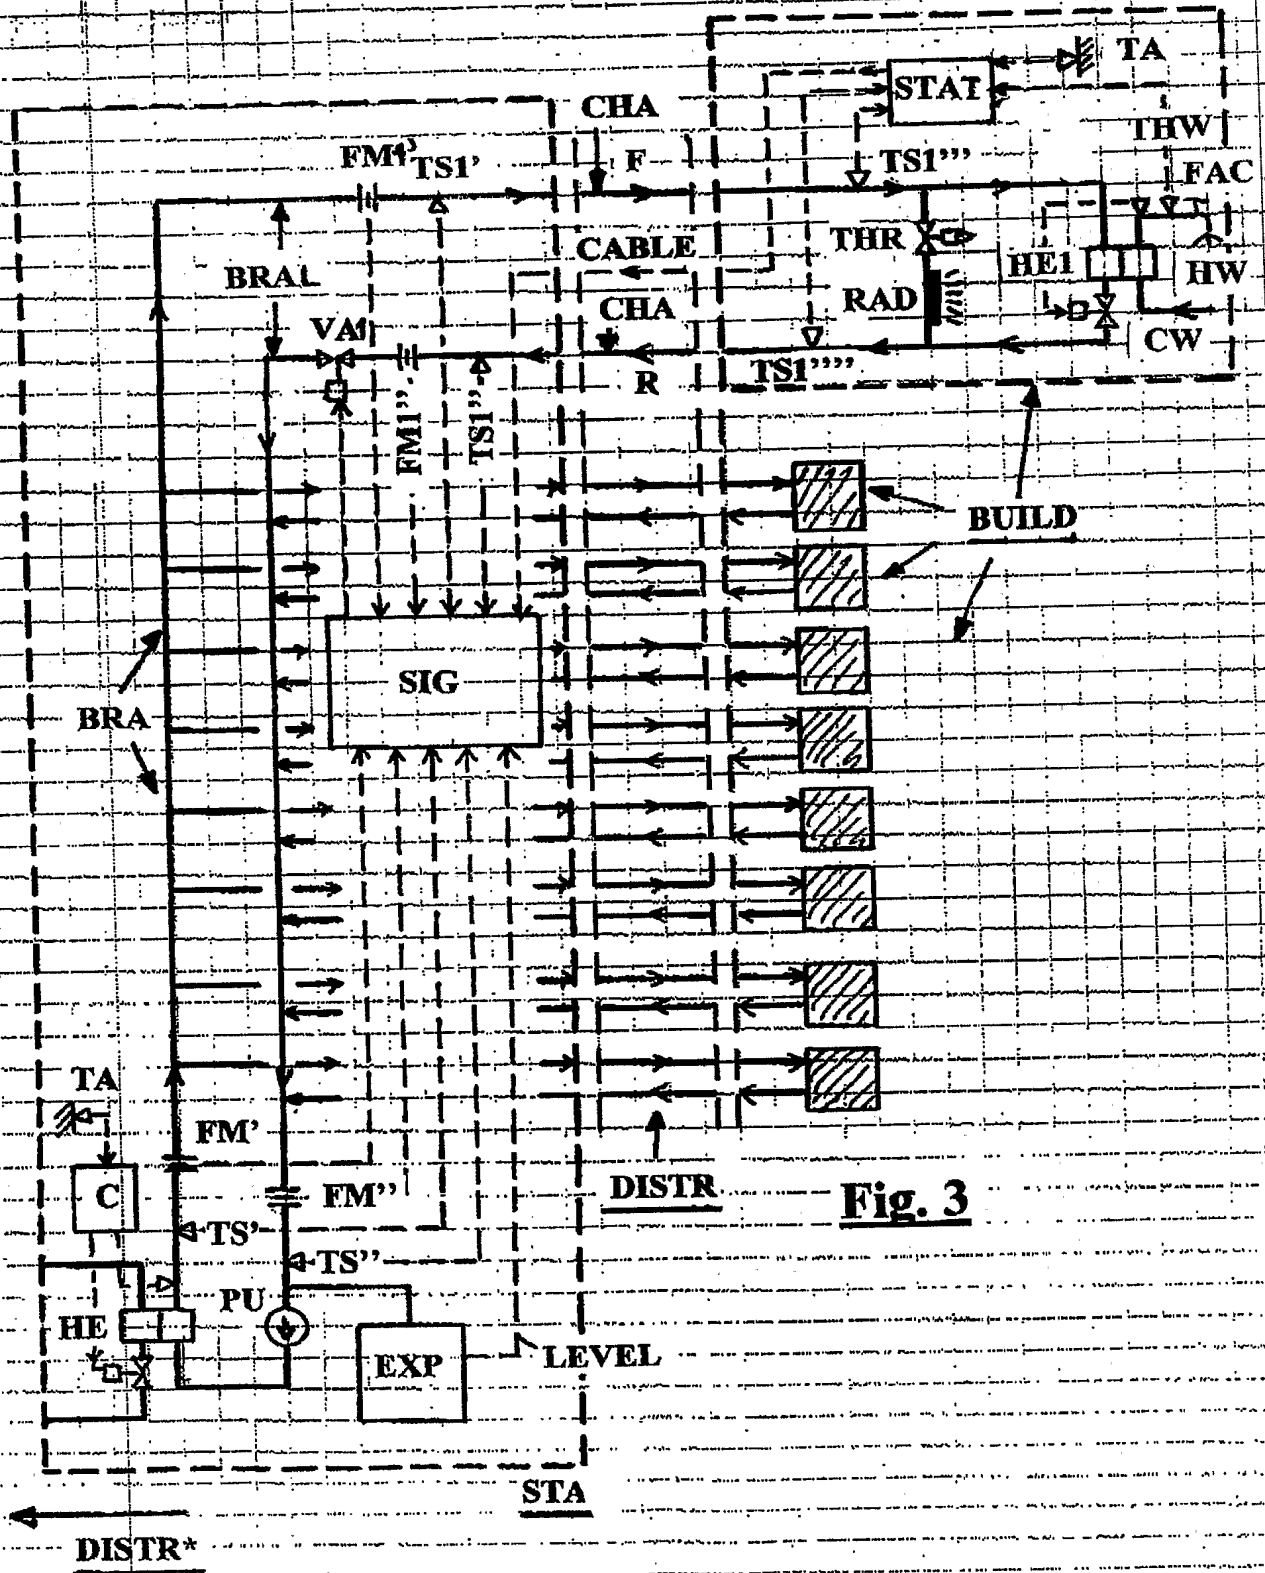 TA
STAT
CHA
THW
FM1' TS1'
F
TS1'''
FAC
CABLE
THR
HE1
HW
BRA1
RAD
CHA
VA1
CW
R
TS1''''
FM1''
TS1''
BUILD
SIG
BRA
TA
FM'
DISTR
Fig. 3
C
FM''
TS'
TS''
PU
HE
EXP
LEVEL
STA
DISTR*